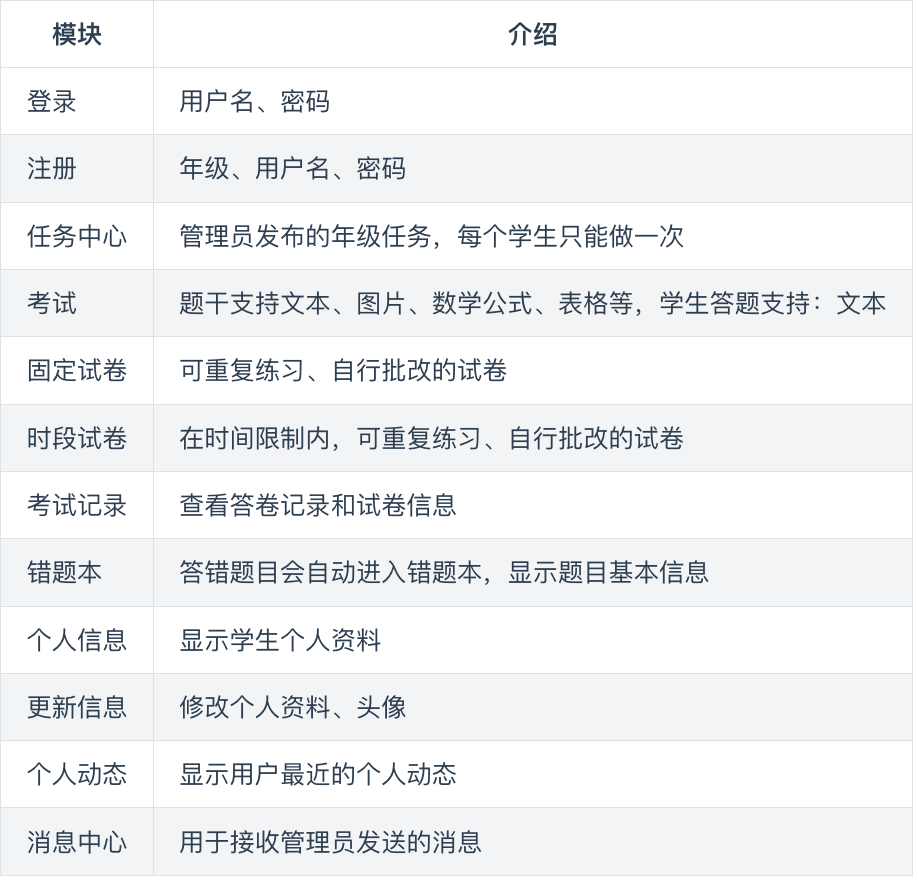 模块 介绍
登录 用户名、密码
注册 年级、用户名、密码
任务中心 管理员发布的年级任务，每个学生只能做一次
考试 题干支持文本、图片、数学公式、表格等，学生答题支持：文本
固定试卷 可重复练习、自行批改的试卷
时段试卷 在时间限制内，可重复练习、自行批改的试卷
考试记录 查看答卷记录和试卷信息
错题本 答错题目会自动进入错题本，显示题目基本信息
个人信息 显示学生个人资料
更新信息 修改个人资料、头像
个人动态 显示用户最近的个人动态
消息中心 用于接收管理员发送的消息